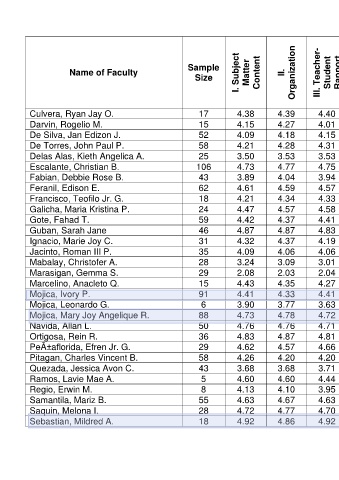 Name of Faculty Sample Size I. Subject Matter Content II. Organization III. Teacher-Student
Culvera, Ryan Jay O. 17 4.38 4.39 4.40
Darvin, Rogelio M. 15 4.15 4.27 4.01
De Silva, Jan Edizon J. 52 4.09 4.18 4.15
De Torres, John Paul P. 58 4.21 4.28 4.31
Delas Alas, Kieth Angelica A. 25 3.50 3.53 3.53
Escalante, Christian B. 106 4.73 4.77 4.75
Fabian, Debbie Rose B. 43 3.89 4.04 3.94
Feranil, Edison E. 62 4.61 4.59 4.57
Francisco, Teofilo Jr. G. 18 4.21 4.34 4.33
Galicha, Maria Kristina P. 24 4.47 4.57 4.58
Gote, Fahad T. 59 4.42 4.37 4.41
Guban, Sarah Jane 46 4.87 4.87 4.83
Ignacio, Marie Joy C. 31 4.32 4.37 4.19
Jacinto, Roman III P. 35 4.09 4.06 4.06
Mabalay, Christofer A. 28 3.24 3.09 3.01
Marasigan, Gemma S. 29 2.08 2.03 2.04
Marcelino, Anacleto Q. 15 4.43 4.35 4.27
Mojica, Ivory P. 91 4.41 4.33 4.41
Mojica, Leonardo G. 6 3.90 3.77 3.63
Mojica, Mary Joy Angelique R. 88 4.73 4.78 4.72
Navida, Allan L. 50 4.76 4.76 4.71
Ortigosa, Rein R. 36 4.83 4.87 4.81
PeÃ±aflorida, Efren Jr. G. 29 4.62 4.57 4.66
Pitagan, Charles Vincent B. 58 4.26 4.20 4.20
Quezada, Jessica Avon C. 43 3.68 3.68 3.71
Ramos, Lavie Mae A. 5 4.60 4.60 4.44
Regio, Erwin M. 8 4.13 4.10 3.95
Samantila, Mariz B. 55 4.63 4.67 4.63
Saquin, Melona I. 28 4.72 4.77 4.70
Sebastian, Mildred A. 18 4.92 4.86 4.92